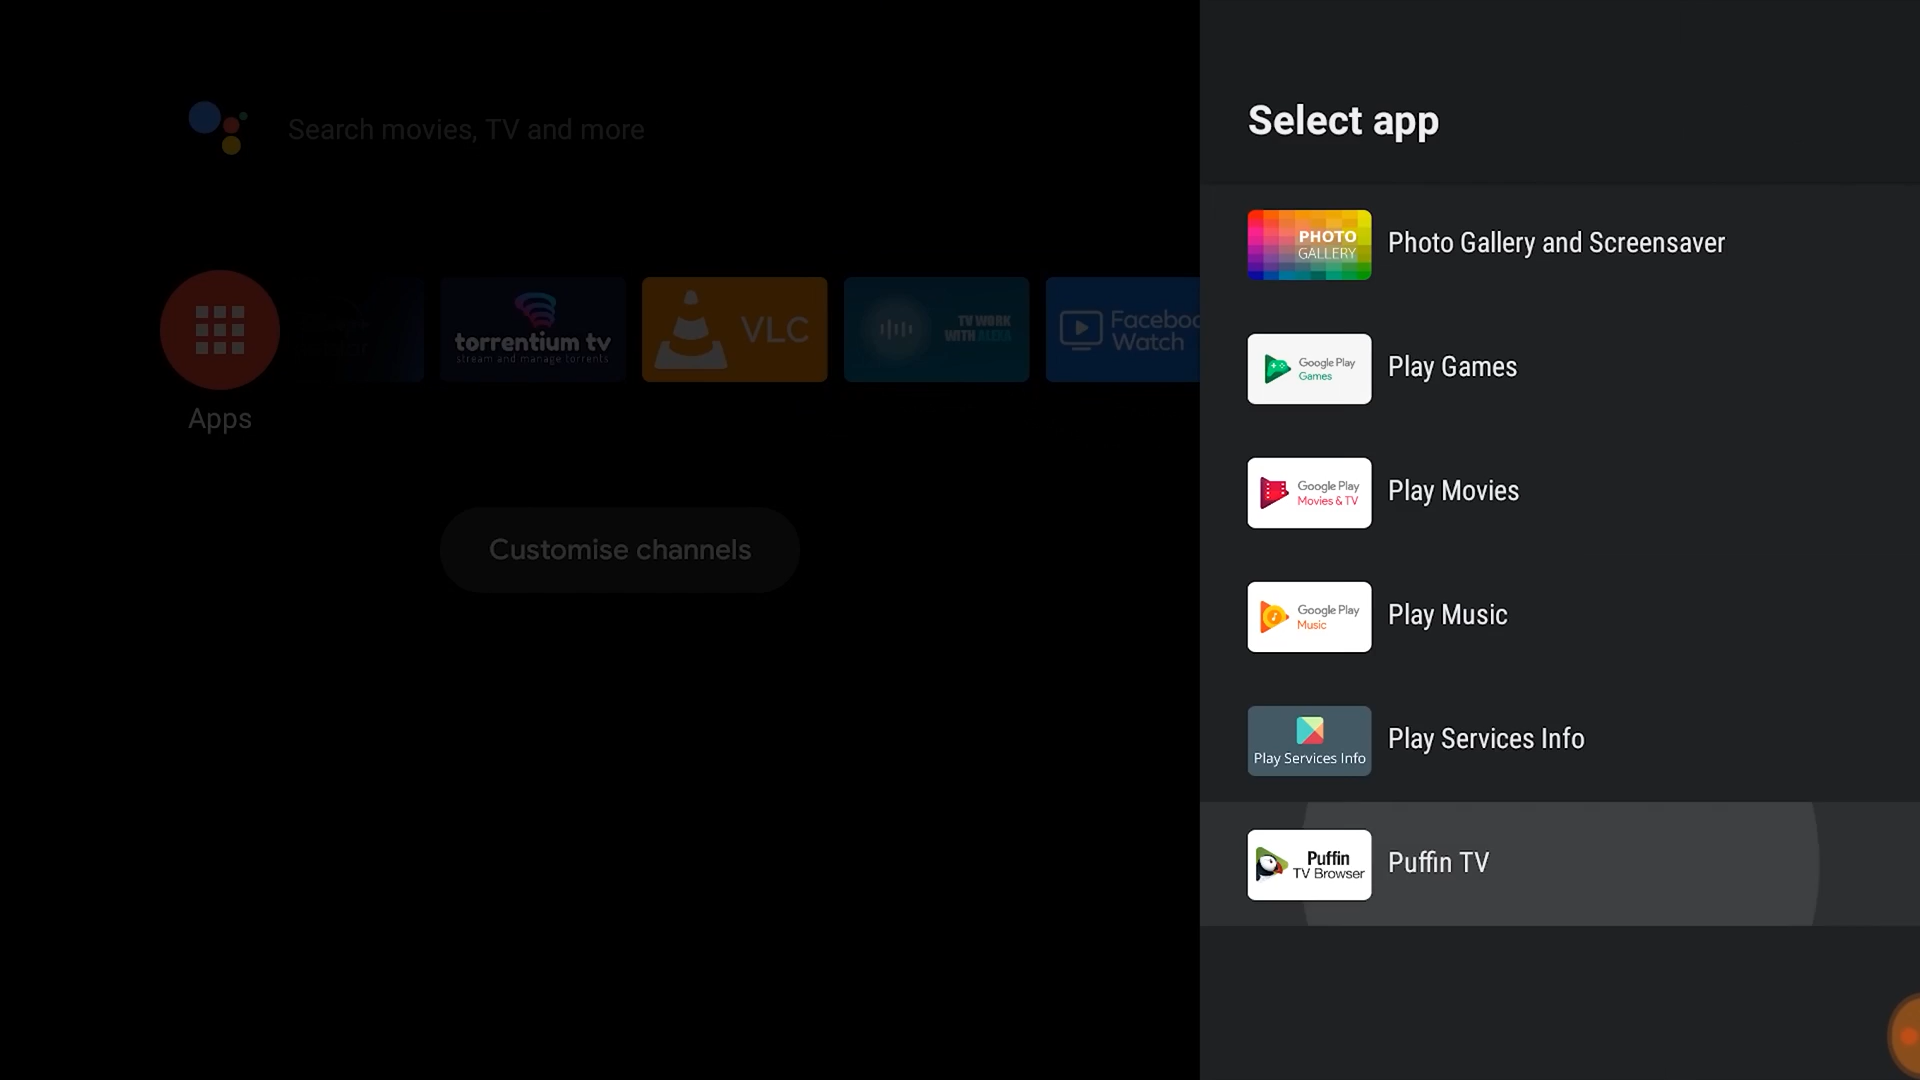 Search movies, TV and more
Apps
torrentium tv
stream and manage torrents
VLC
TV WORK
WITH ALEXA
Watch
Customise channels
Select app
PHOTO
GALLERY
Photo Gallery and Screensaver
Google Play
Games
Play Games
Google Play
Movies & TV
Play Movies
Google Play
Music
Play Music
Play Services Info
Play Services Info
Puffin
TV Browser
Puffin TV